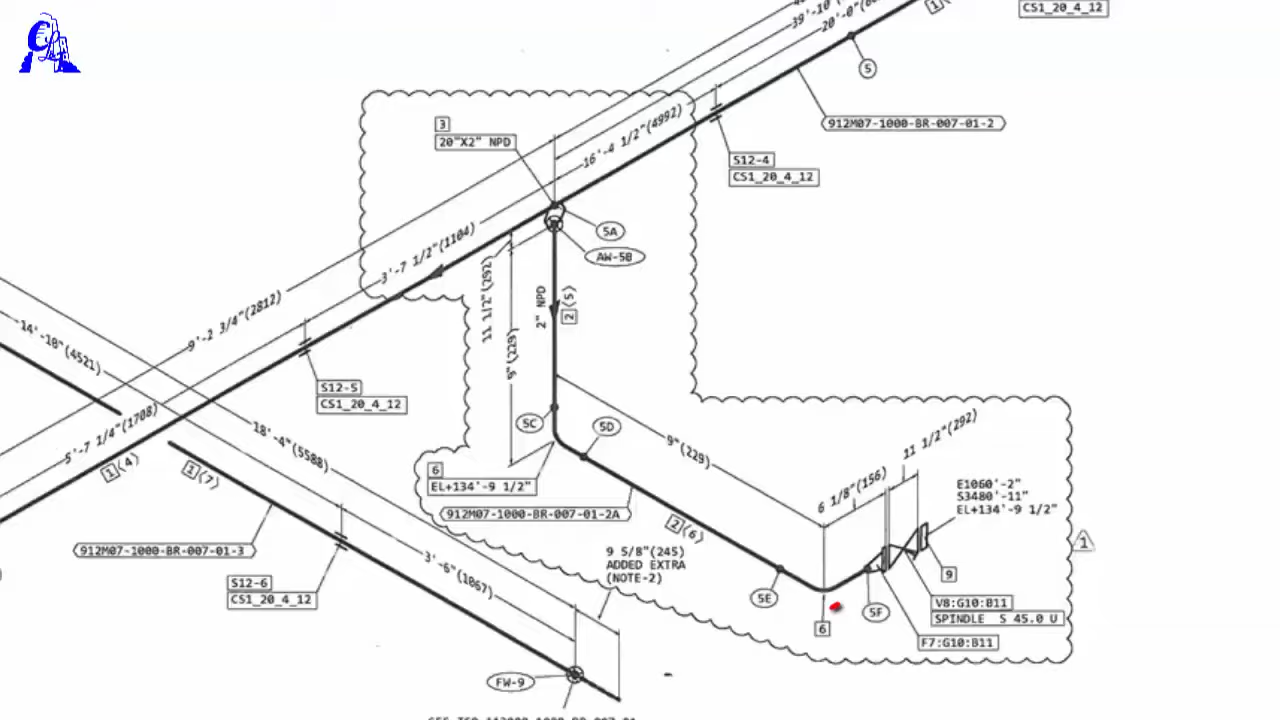 CS1_20_4_12
39'-10
20'-0"(60
5
912M07-1000-BR-007-01-2
3
20"X2" NPD
16'-4 1/2"(4992)
S12-4
CS1_20_4_12
5A
AW-5B
3'-7 1/2"(1104)
11 1/2"(292)
9"(229)
2" NPD
2 (5)
9'-2 3/4"(2812)
14'-10"(4521)
S12-5
CS1_20_4_12
5'-7 1/4"(1708)
1 (4)
18'-4"(5588)
1 (7)
5C
5D
9"(229)
6
EL+134'-9 1/2"
912M07-1000-BR-007-01-2A
2 (6)
6 1/8"(156)
11 1/2"(292)
E1060'-2"
S3480'-11"
EL+134'-9 1/2"
1
9
V8:G10:B11
SPINDLE S 45.0 U
F7:G10:B11
5E
5F
6
912M07-1000-BR-007-01-3
S12-6
CS1_20_4_12
3'-6"(1067)
9 5/8"(245)
ADDED EXTRA
(NOTE-2)
FW-9